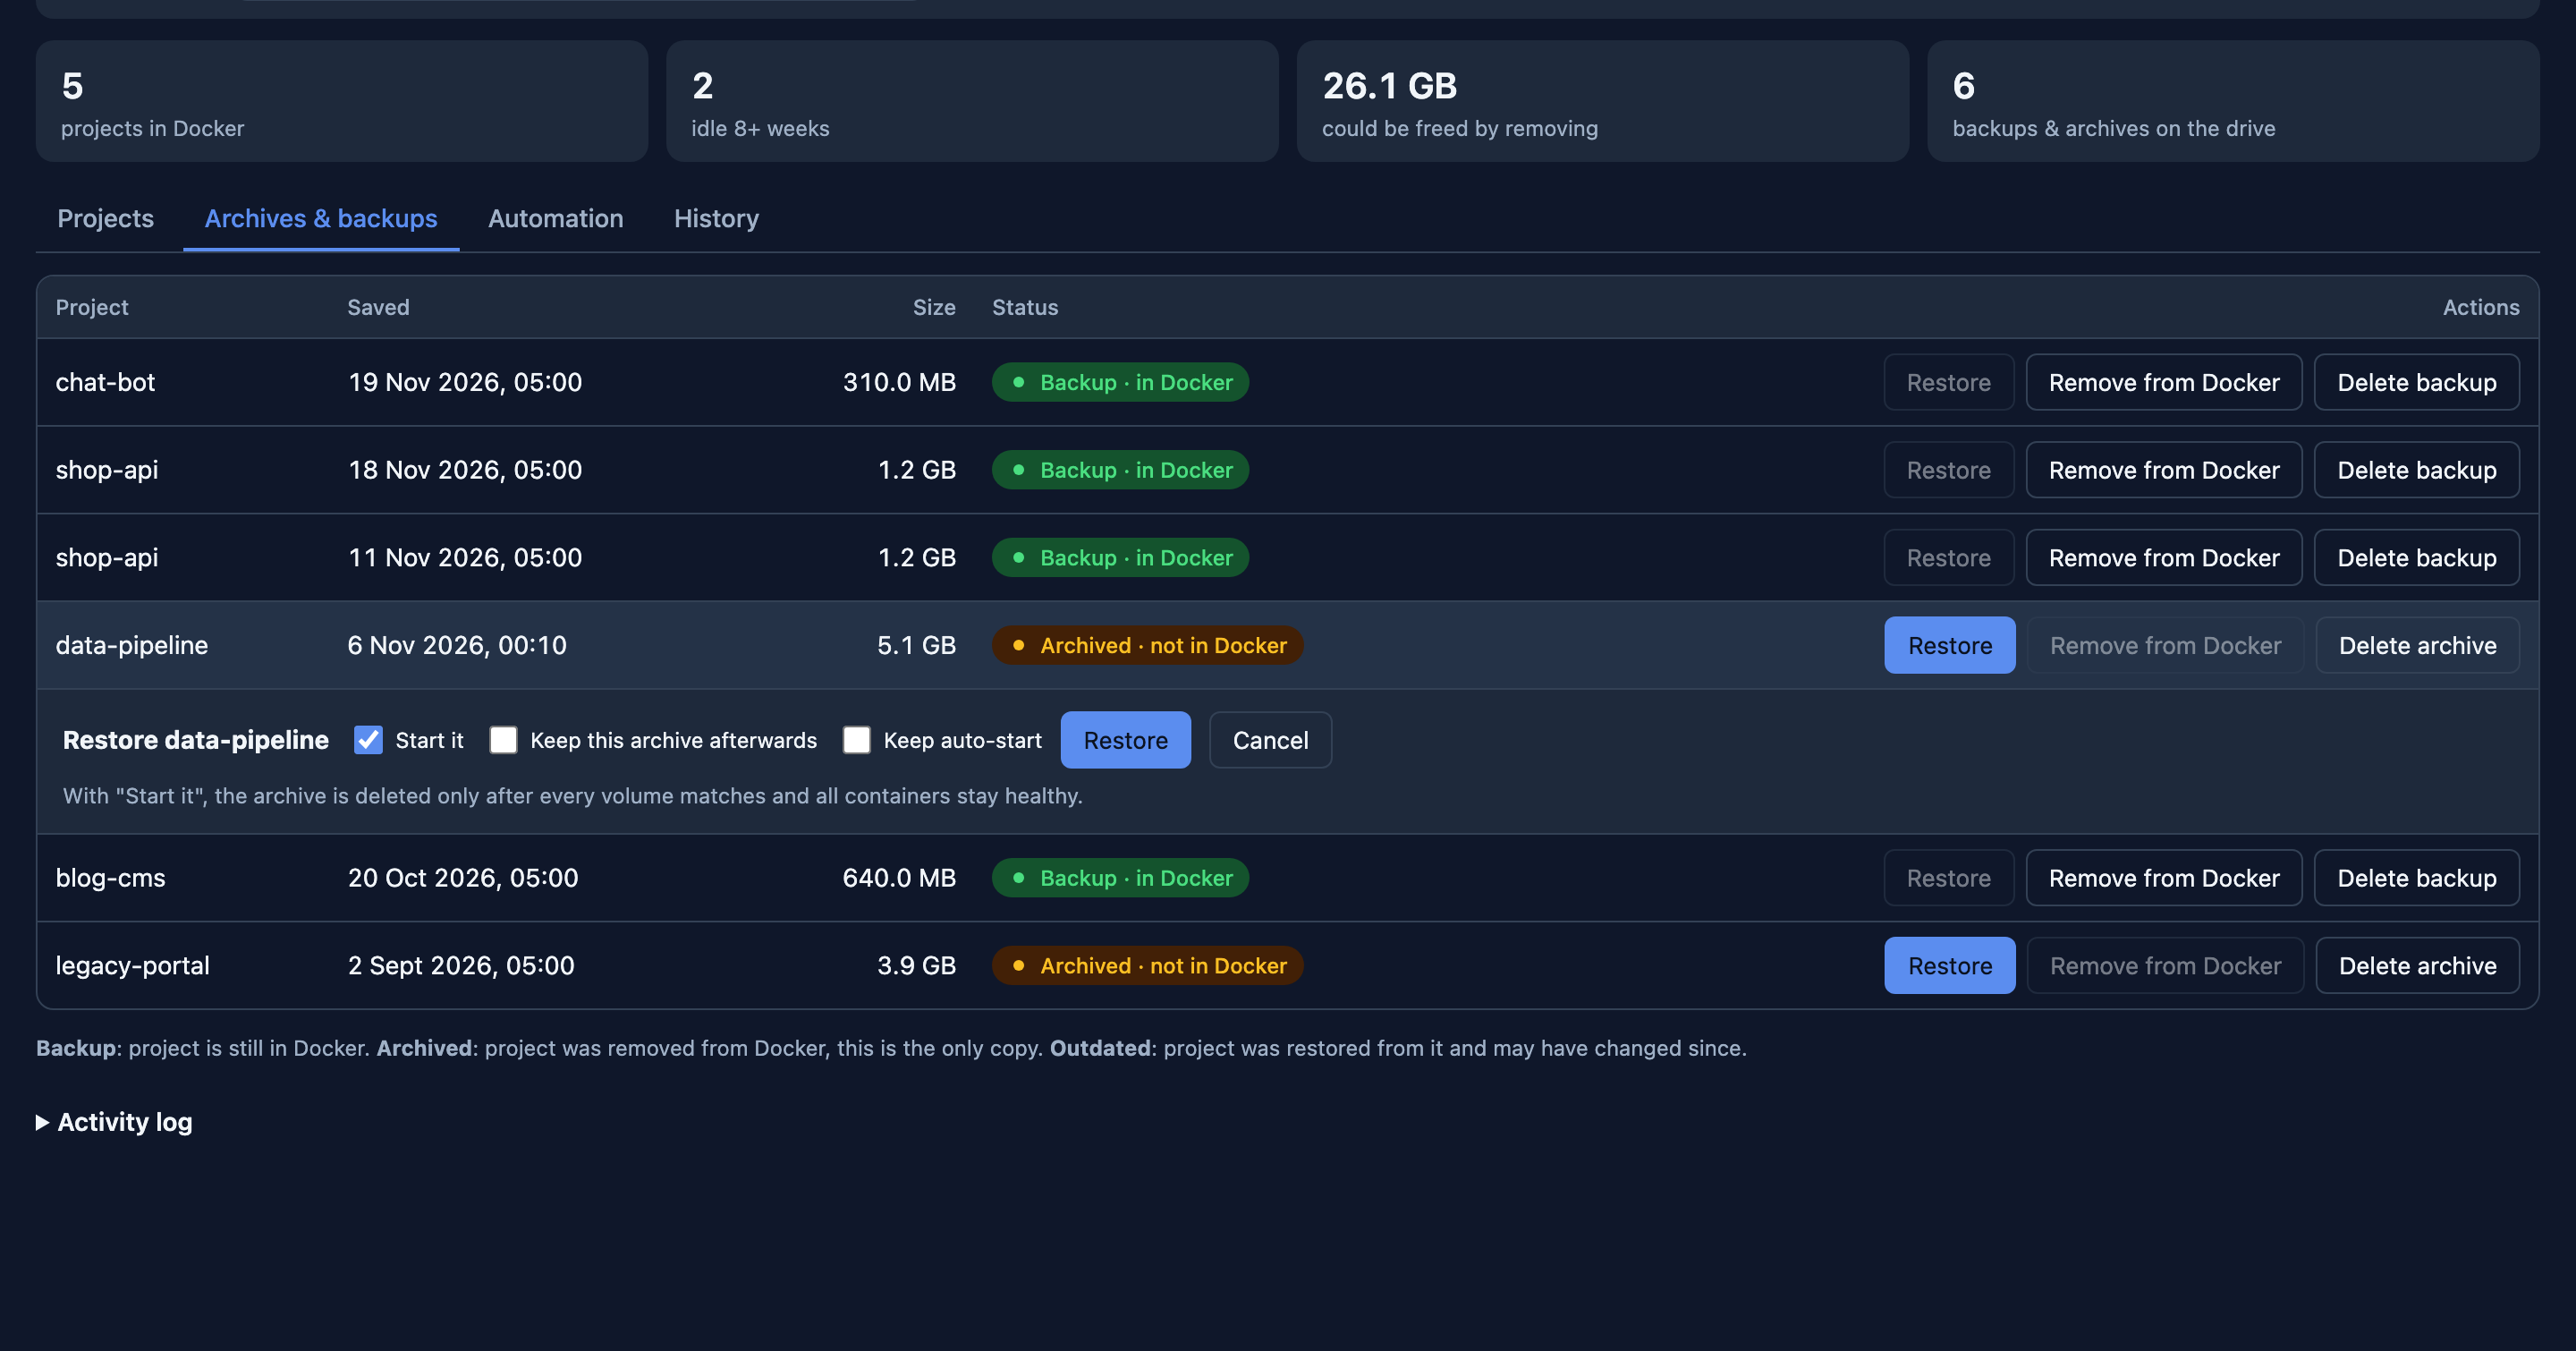 5
projects in Docker
2
idle 8+ weeks
26.1 GB
could be freed by removing
6
backups & archives on the drive
Projects Archives & backups Automation History
Project Saved Size Status Actions
chat-bot 19 Nov 2026, 05:00 310.0 MB Backup · in Docker Restore Remove from Docker Delete backup
shop-api 18 Nov 2026, 05:00 1.2 GB Backup · in Docker Restore Remove from Docker Delete backup
shop-api 11 Nov 2026, 05:00 1.2 GB Backup · in Docker Restore Remove from Docker Delete backup
data-pipeline 6 Nov 2026, 00:10 5.1 GB Archived · not in Docker Restore Remove from Docker Delete archive
Restore data-pipeline Start it Keep this archive afterwards Keep auto-start Restore Cancel
With "Start it", the archive is deleted only after every volume matches and all containers stay healthy.
blog-cms 20 Oct 2026, 05:00 640.0 MB Backup · in Docker Restore Remove from Docker Delete backup
legacy-portal 2 Sept 2026, 05:00 3.9 GB Archived · not in Docker Restore Remove from Docker Delete archive
Backup: project is still in Docker. Archived: project was removed from Docker, this is the only copy. Outdated: project was restored from it and may have changed since.
Activity log